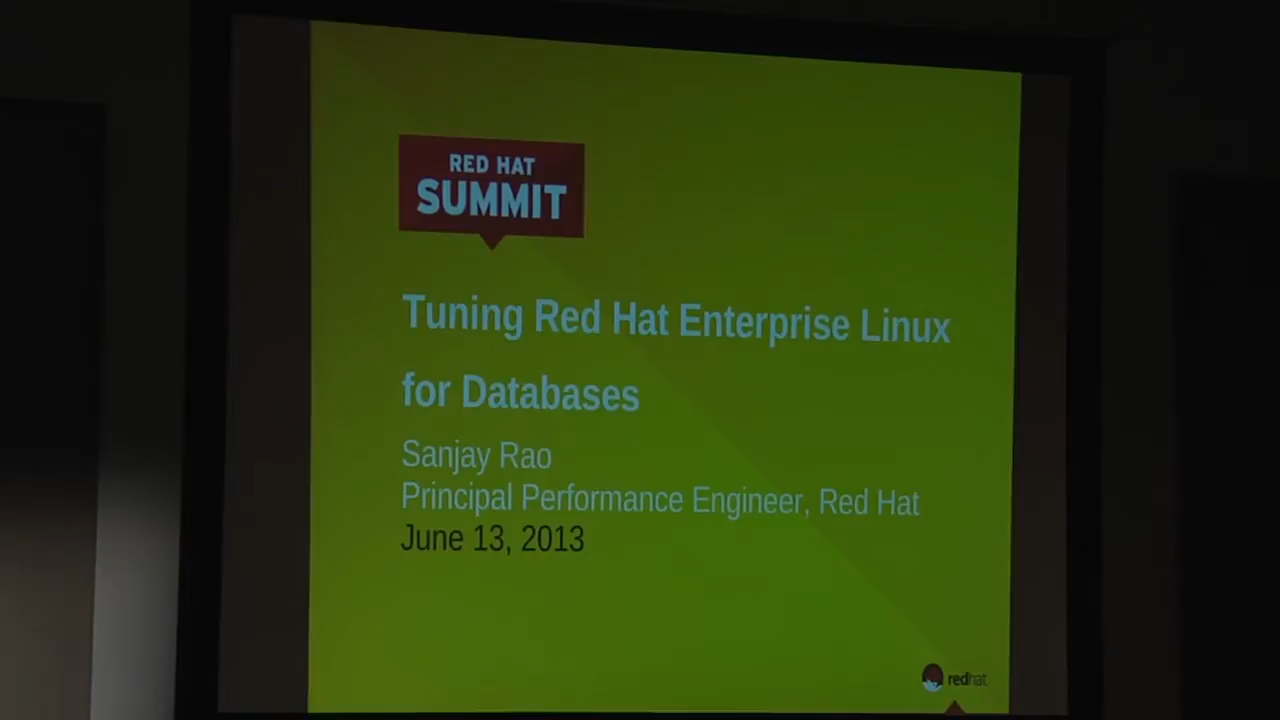 RED HAT
SUMMIT
Tuning Red Hat Enterprise Linux
for Databases
Sanjay Rao
Principal Performance Engineer, Red Hat
June 13, 2013
redhat